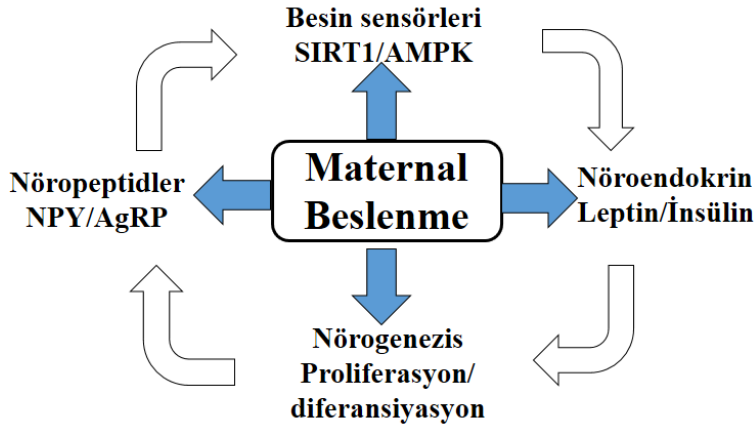 Besin sensörleri
SIRT1/AMPK
Maternal
Beslenme
Nöropeptidler
NPY/AgRP
Nöroendokrin
Leptin/İnsülin
Nörogenezis
Proliferasyon/
diferansiyasyon